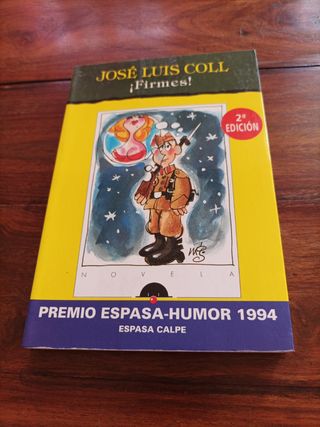 JOSÉ LUIS COLL
¡Firmes!
2ª
EDICIÓN
NOVELA
PREMIO ESPASA-HUMOR 1994
ESPASA CALPE